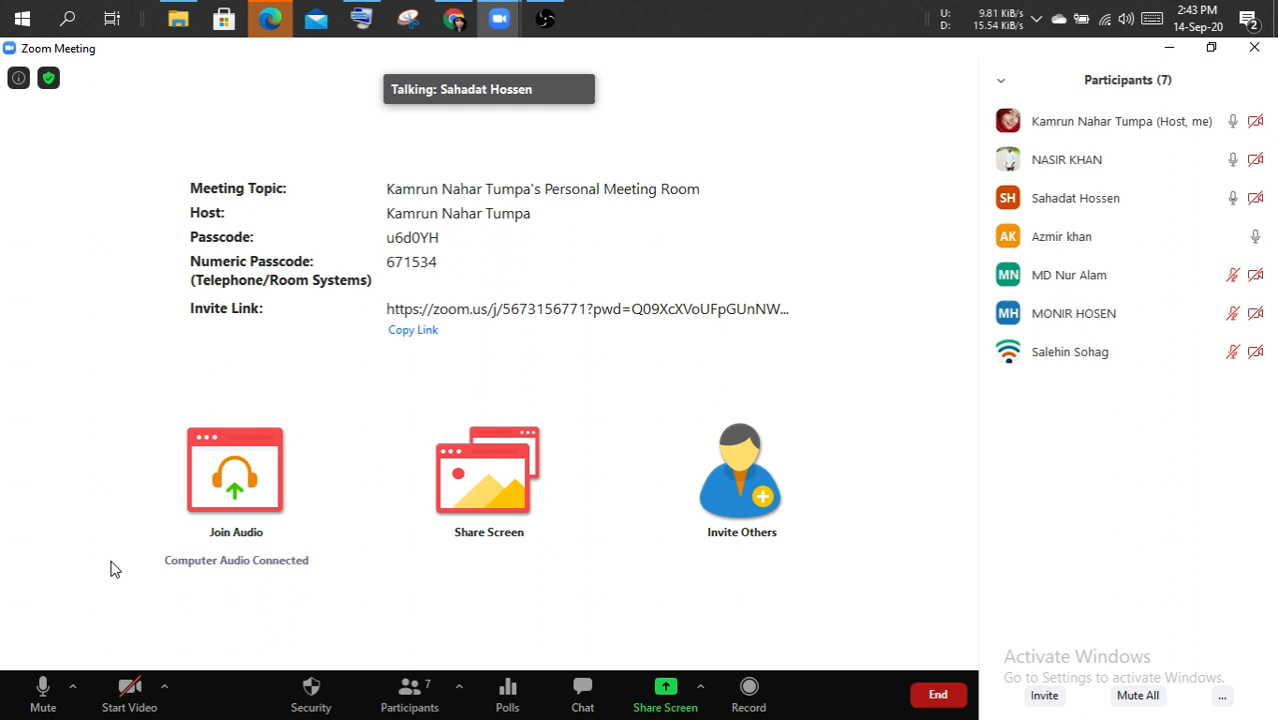 U: 9.81 KiB/s
D: 15.54 KiB/s
2:43 PM
14-Sep-20
2
Zoom Meeting
Talking: Sahadat Hossen
Meeting Topic: Kamrun Nahar Tumpa's Personal Meeting Room
Host: Kamrun Nahar Tumpa
Passcode: u6d0YH
Numeric Passcode: 671534
(Telephone/Room Systems)
Invite Link: https://zoom.us/j/5673156771?pwd=Q09XcXVoUFpGUnNW...
Copy Link
Join Audio
Computer Audio Connected
Share Screen
Invite Others
Participants (7)
Kamrun Nahar Tumpa (Host, me)
NASIR KHAN
SH Sahadat Hossen
AK Azmir khan
MN MD Nur Alam
MH MONIR HOSEN
Salehin Sohag
Activate Windows
Go to Settings to activate Windows.
Invite
Mute All
...
Mute
Start Video
Security
7
Participants
Polls
Chat
Share Screen
Record
End